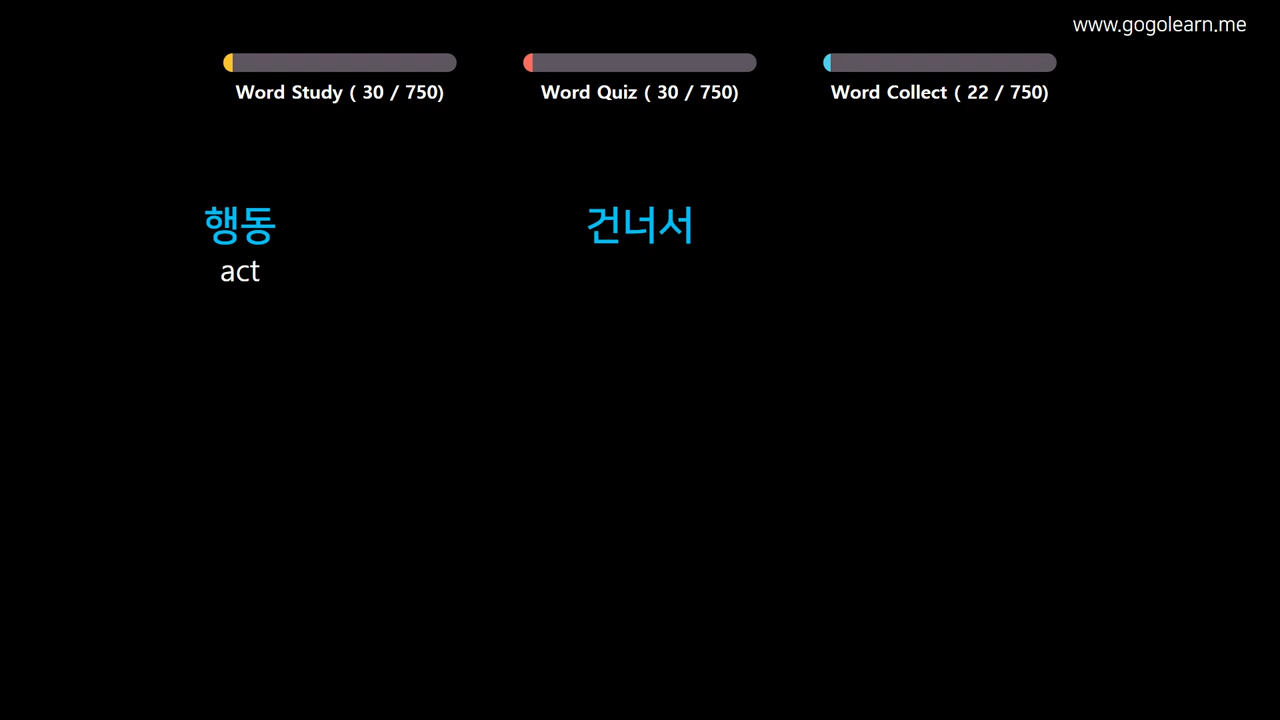 www.gogolearn.me
Word Study ( 30 / 750)
Word Quiz ( 30 / 750)
Word Collect ( 22 / 750)
행동
act
건너서